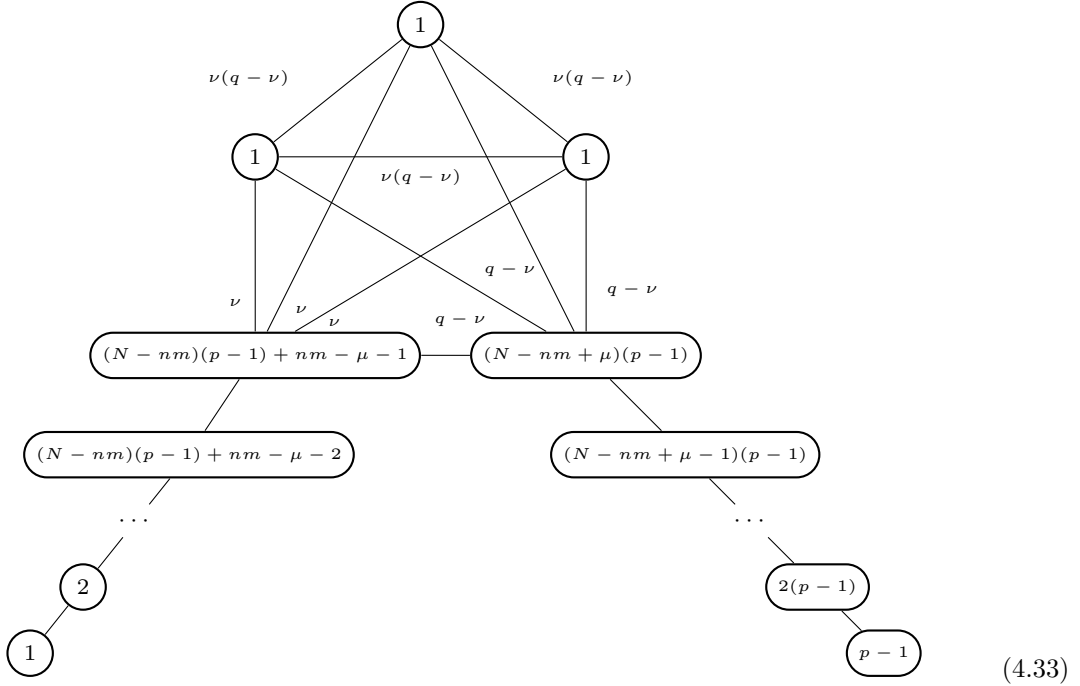 1
ν(q − ν) ν(q − ν)
1 1
ν(q − ν)
q − ν
ν ν q − ν
ν q − ν
(N − nm)(p − 1) + nm − μ − 1 (N − nm + μ)(p − 1)
(N − nm)(p − 1) + nm − μ − 2 (N − nm + μ − 1)(p − 1)
··· ···
2 2(p − 1)
1 p − 1 (4.33)